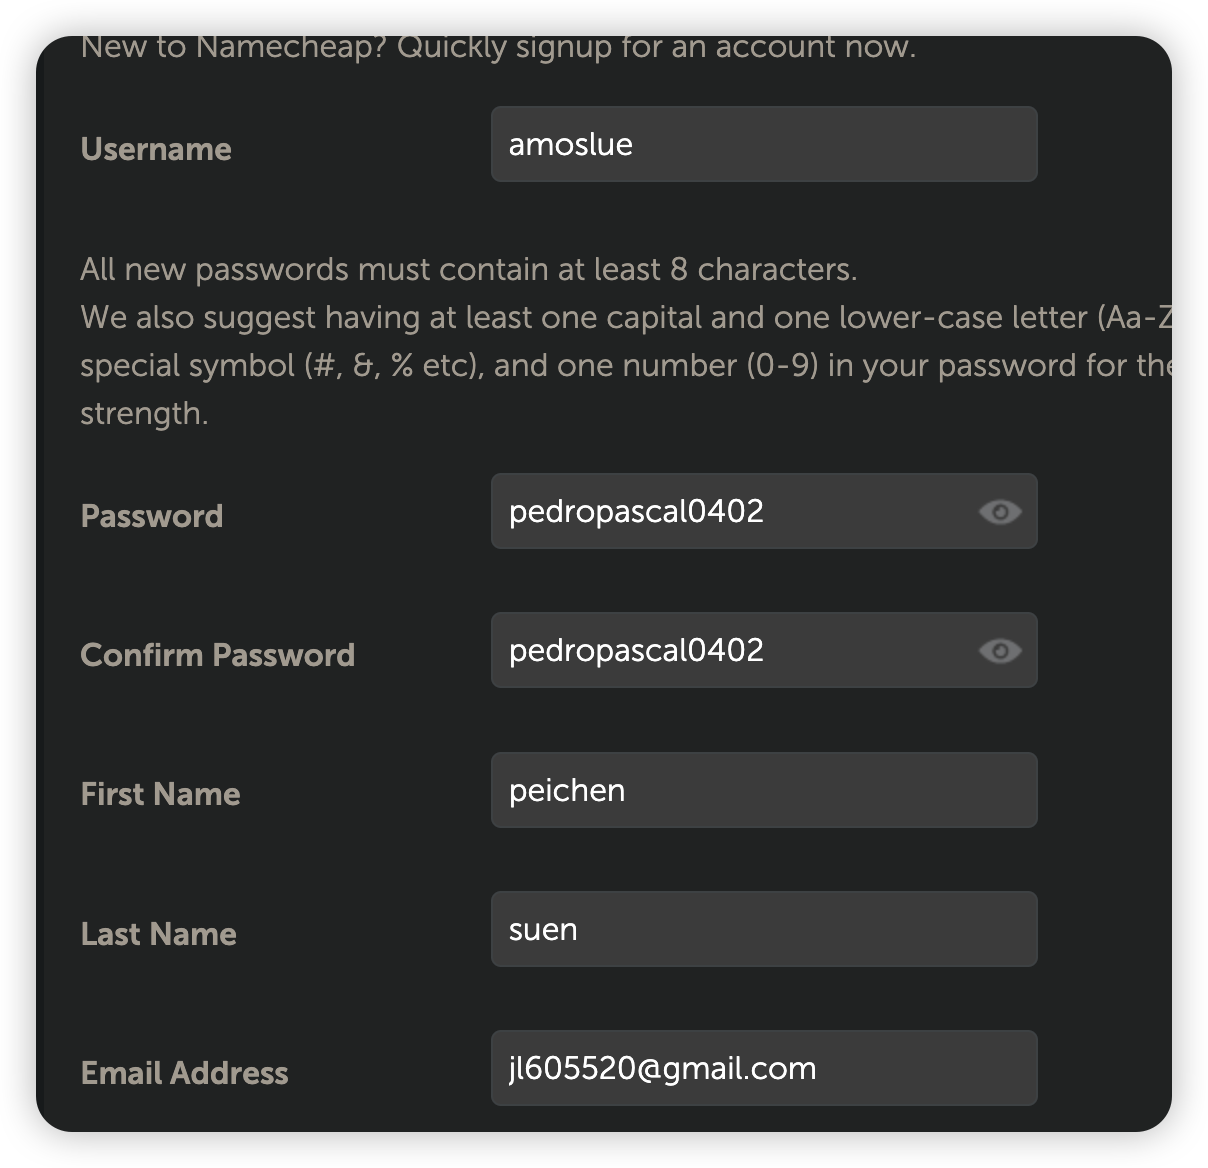 New to Namecheap? Quickly signup for an account now.
Username
amoslue
All new passwords must contain at least 8 characters.
We also suggest having at least one capital and one lower-case letter (Aa-Z
special symbol (#, &, % etc), and one number (0-9) in your password for the
strength.
Password
pedropascal0402
Confirm Password
pedropascal0402
First Name
peichen
Last Name
suen
Email Address
jl605520@gmail.com